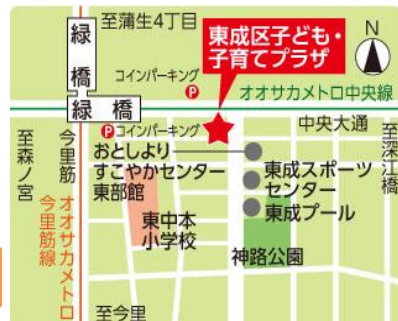 至蒲生4丁目
緑橋
東成区子ども・
子育てプラザ
N
コインパーキング
P
オオサカメトロ中央線
緑橋
P
コインパーキング
中央大通
至森ノ宮
今里筋
オオサカメトロ
今里筋線
おとしより
すこやかセンター
東部館
東成スポーツ
センター
東成プール
至深江橋
東中本
小学校
神路公園
至今里